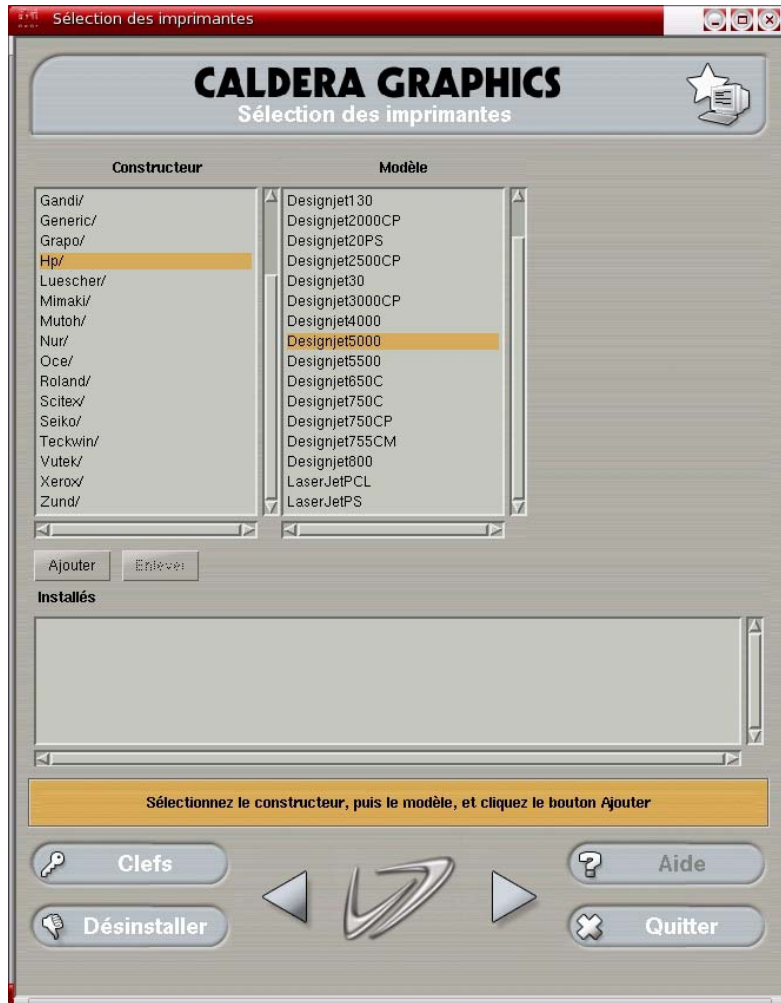 Sélection des imprimantes
CALDERA GRAPHICS
Sélection des imprimantes
Constructeur
Gandi/
Generic/
Grapo/
Hp/
Luescher/
Mimaki/
Mutoh/
Nur/
Oce/
Roland/
Scitex/
Seiko/
Teckwin/
Vutek/
Xerox/
Zund/
Modèle
Designjet130
Designjet2000CP
Designjet20PS
Designjet2500CP
Designjet30
Designjet3000CP
Designjet4000
Designjet5000
Designjet5500
Designjet650C
Designjet750C
Designjet750CP
Designjet755CM
Designjet800
LaserJetPCL
LaserJetPS
Ajouter
Enlever
Installés
Sélectionnez le constructeur, puis le modèle, et cliquez le bouton Ajouter
Clefs
Aide
Désinstaller
Quitter